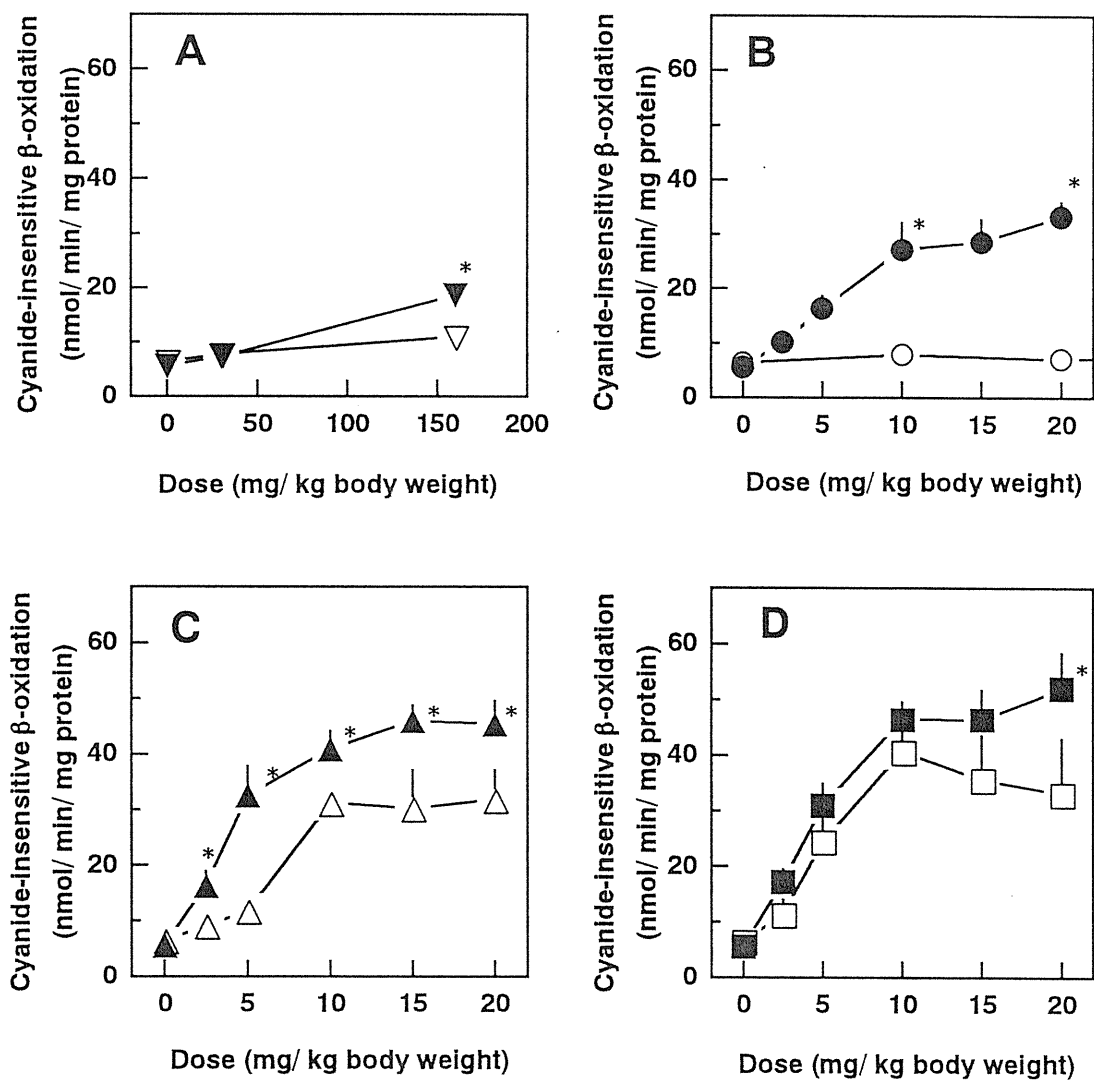 A
Cyanide-insensitive β-oxidation
(nmol/ min/ mg protein)
60
40
20
0
*
0 50 100 150 200
Dose (mg/ kg body weight)
B
Cyanide-insensitive β-oxidation
(nmol/ min/ mg protein)
60
40
20
0
*
*
0 5 10 15 20
Dose (mg/ kg body weight)
C
Cyanide-insensitive β-oxidation
(nmol/ min/ mg protein)
60
40
20
0
*
*
*
*
*
0 5 10 15 20
Dose (mg/ kg body weight)
D
Cyanide-insensitive β-oxidation
(nmol/ min/ mg protein)
60
40
20
0
*
0 5 10 15 20
Dose (mg/ kg body weight)